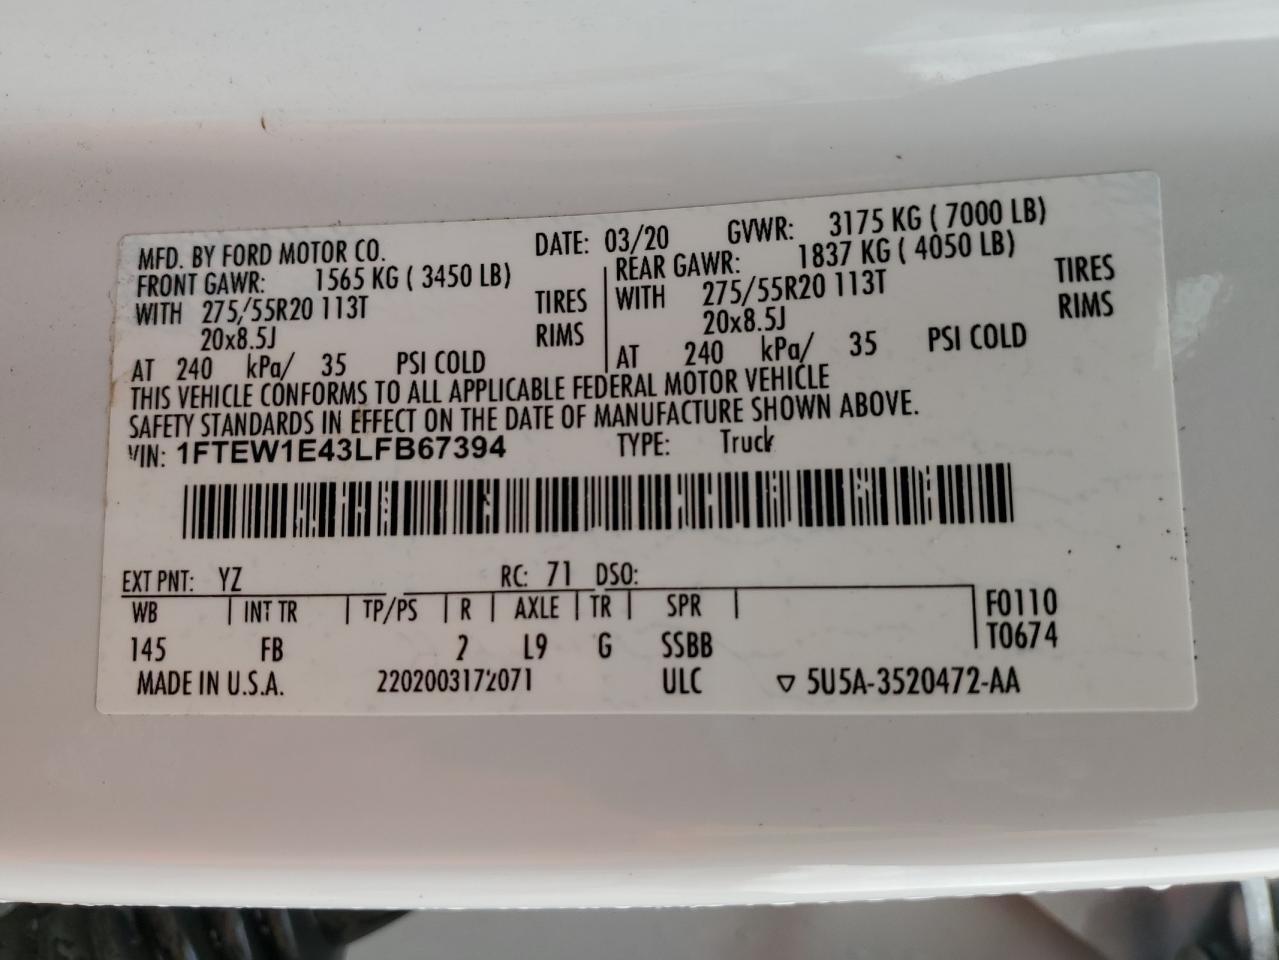 MFD. BY FORD MOTOR CO. DATE: 03/20 GVWR: 3175 KG ( 7000 LB)
FRONT GAWR: 1565 KG ( 3450 LB) REAR GAWR: 1837 KG ( 4050 LB)
WITH 275/55R20 113T TIRES WITH 275/55R20 113T TIRES
20x8.5J RIMS 20x8.5J RIMS
AT 240 kPa/ 35 PSI COLD AT 240 kPa/ 35 PSI COLD
THIS VEHICLE CONFORMS TO ALL APPLICABLE FEDERAL MOTOR VEHICLE
SAFETY STANDARDS IN EFFECT ON THE DATE OF MANUFACTURE SHOWN ABOVE.
VIN: 1FTEW1E43LFB67394 TYPE: Truck
EXT PNT: YZ RC: 71 DSO:
WB INT TR TP/PS R AXLE TR SPR F0110
145 FB 2 L9 G SSBB T0674
MADE IN U.S.A. 2202003172071 ULC ▽ 5U5A-3520472-AA